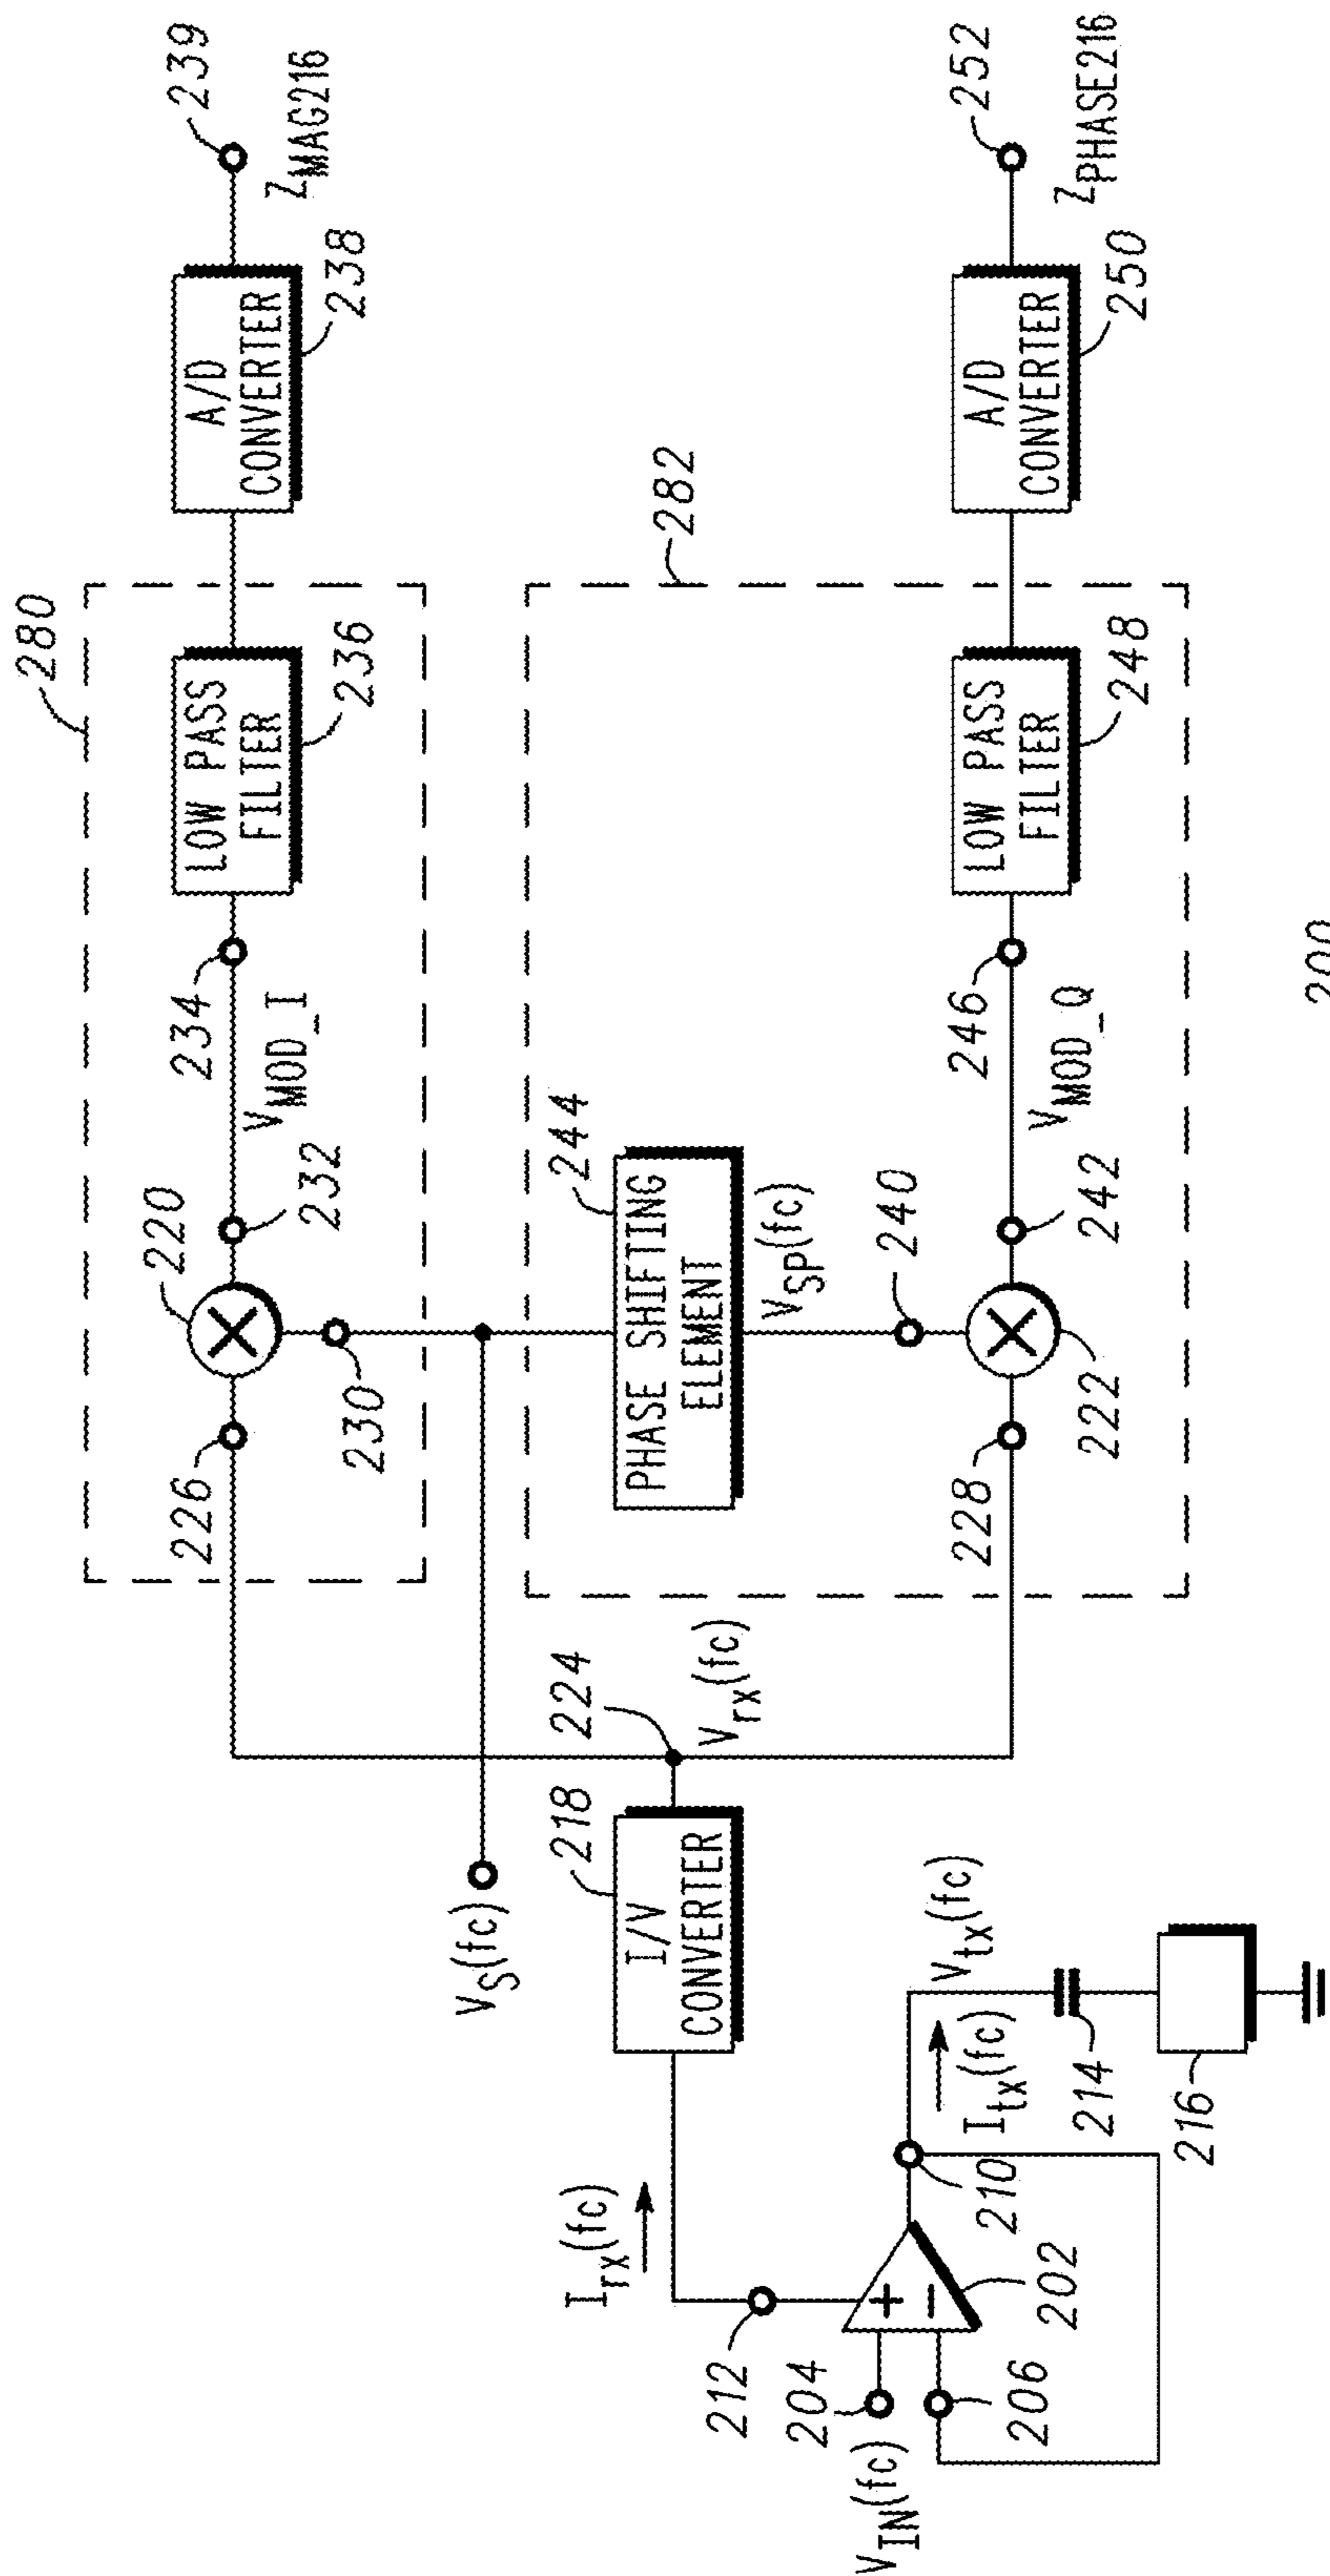 280
220
232
234
V_MOD_I
LOW PASS
FILTER
236
A/D
CONVERTER
238
239
Z_MAG216
226
230
V_S(fc)
I/V
CONVERTER
218
224
V_rx(fc)
PHASE SHIFTING
ELEMENT
244
V_SP(fc)
240
282
228
222
242
246
V_MOD_Q
LOW PASS
FILTER
248
A/D
CONVERTER
250
252
Z_PHASE216
I_rx(fc)
212
204
V_IN(fc)
+
−
206
202
210
I_tx(fc)
V_tx(fc)
214
216